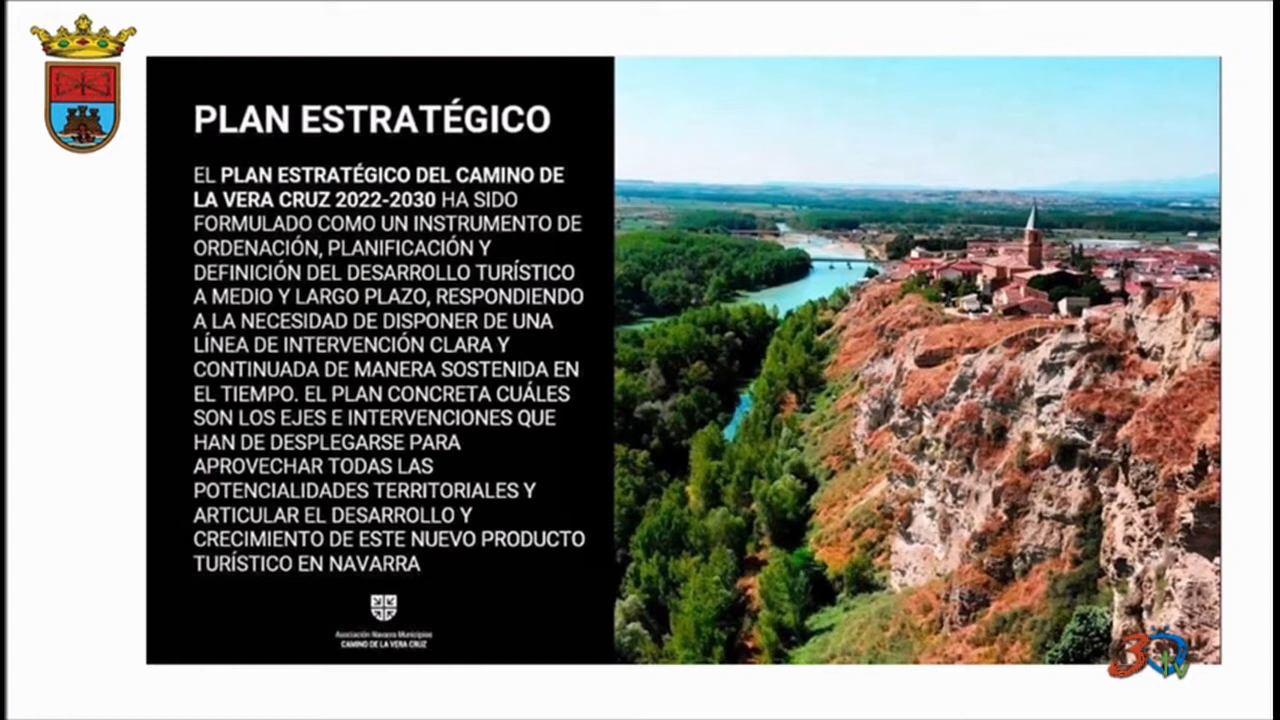 PLAN ESTRATÉGICO
EL PLAN ESTRATÉGICO DEL CAMINO DE
LA VERA CRUZ 2022-2030 HA SIDO
FORMULADO COMO UN INSTRUMENTO DE
ORDENACIÓN, PLANIFICACIÓN Y
DEFINICIÓN DEL DESARROLLO TURÍSTICO
A MEDIO Y LARGO PLAZO, RESPONDIENDO
A LA NECESIDAD DE DISPONER DE UNA
LÍNEA DE INTERVENCIÓN CLARA Y
CONTINUADA DE MANERA SOSTENIDA EN
EL TIEMPO. EL PLAN CONCRETA CUÁLES
SON LOS EJES E INTERVENCIONES QUE
HAN DE DESPLEGARSE PARA
APROVECHAR TODAS LAS
POTENCIALIDADES TERRITORIALES Y
ARTICULAR EL DESARROLLO Y
CRECIMIENTO DE ESTE NUEVO PRODUCTO
TURÍSTICO EN NAVARRA
Asociación Navarra Municipios
CAMINO DE LA VERA CRUZ